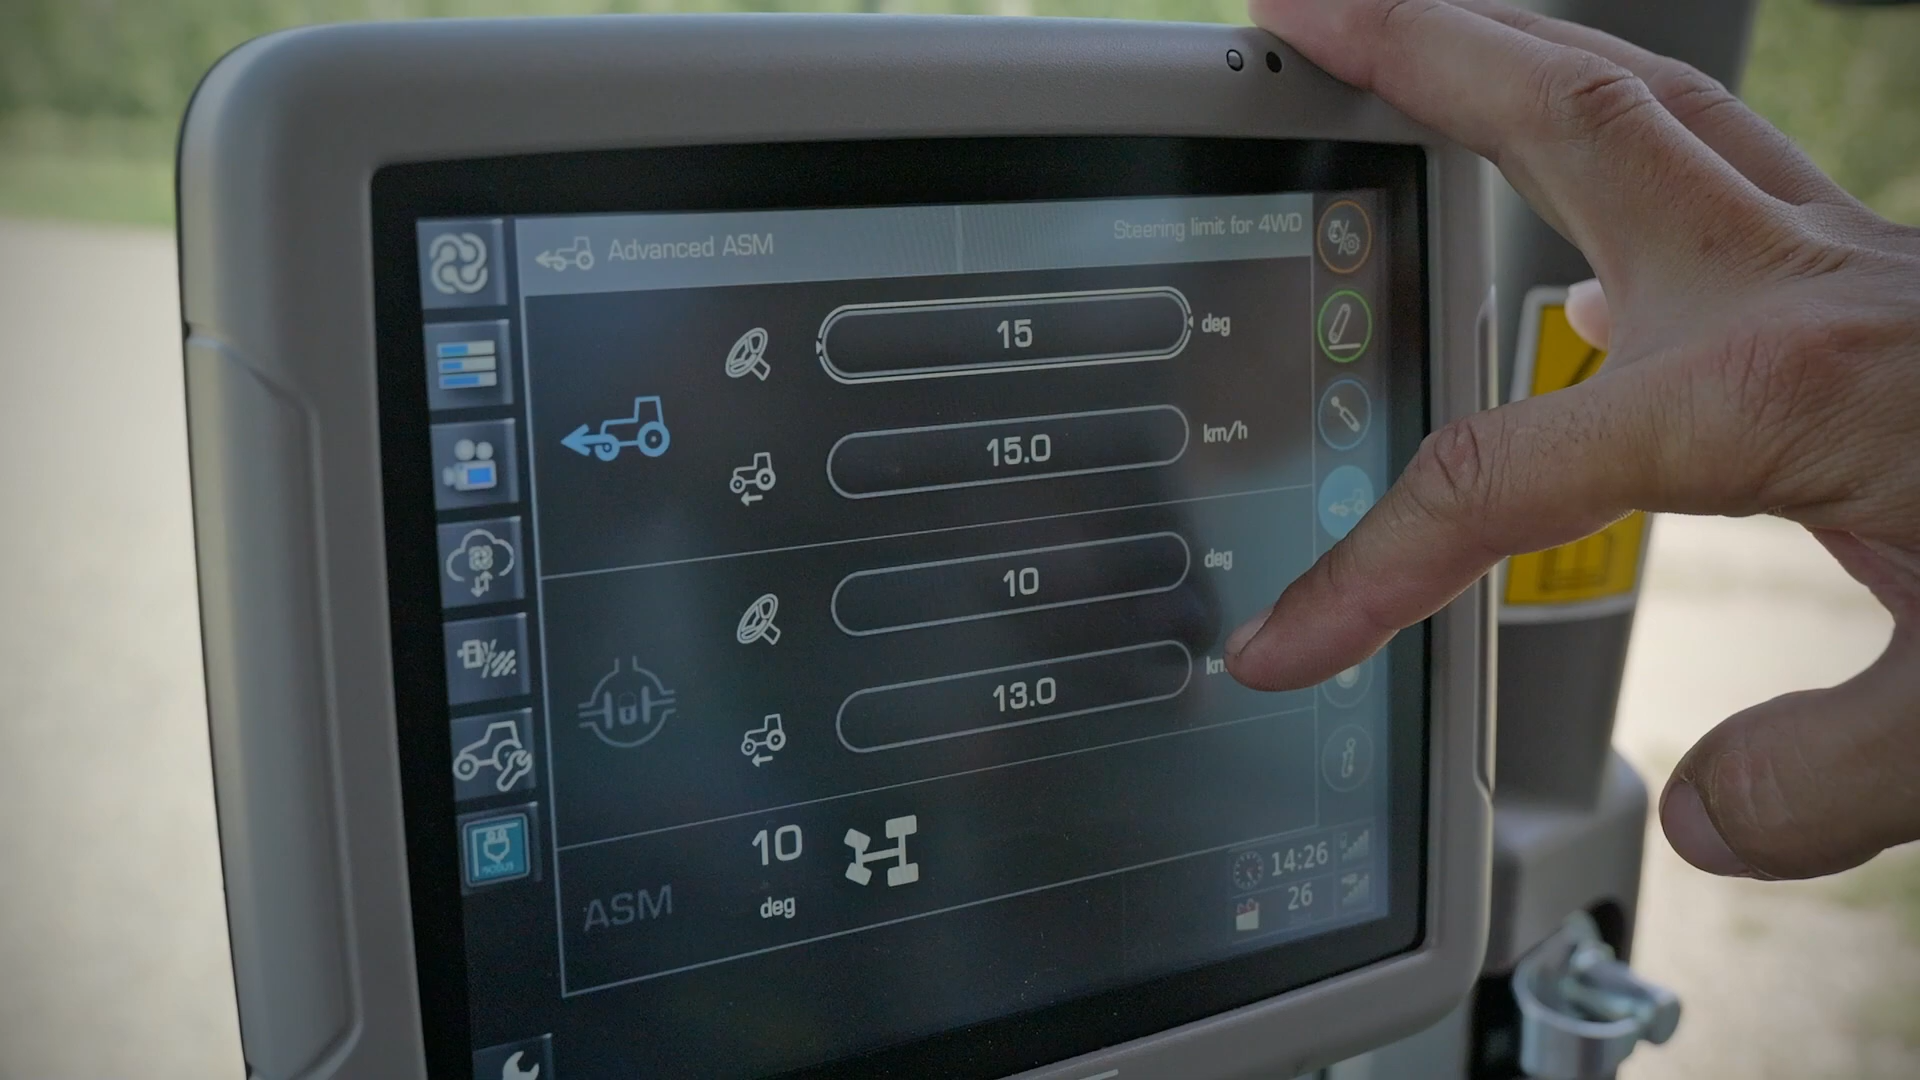 Advanced ASM
Steering limit for 4WD
15 deg
15.0 km/h
10 deg
13.0
ASM
10
deg
14:26
26